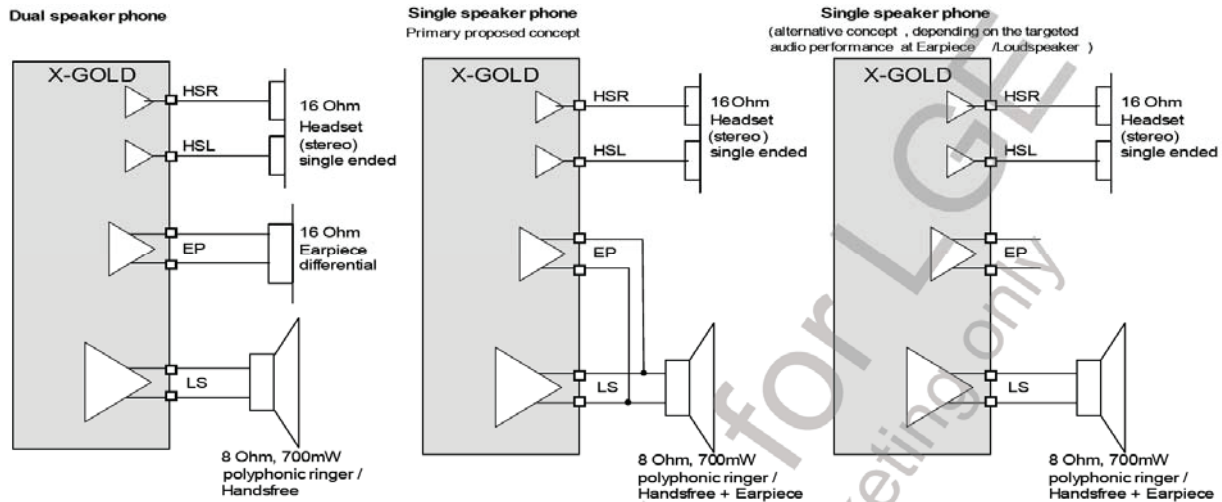 Dual speaker phone
X-GOLD
HSR
16 Ohm
Headset
(stereo)
single ended
HSL
16 Ohm
Earpiece
differential
EP
LS
8 Ohm, 700mW
polyphonic ringer /
Handsfree
Single speaker phone
Primary proposed concept
X-GOLD
HSR
16 Ohm
Headset
(stereo )
single ended
HSL
EP
LS
8 Ohm, 700mW
polyphonic ringer /
Handsfree + Earpiece
Single speaker phone
(alternative concept , depending on the targeted
audio performance at Earpiece /Loudspeaker )
X-GOLD
HSR
16 Ohm
Headset
(stereo )
single ended
HSL
EP
LS
8 Ohm, 700mW
polyphonic ringer /
Handsfree + Earpiece
for LGE
only